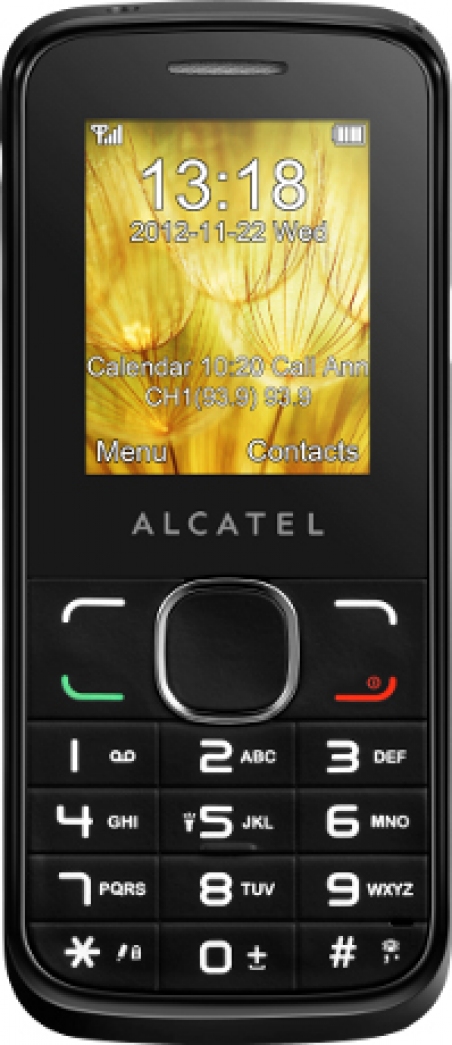 13:18
2012-11-22 Wed
Calendar 10:20 Call Ann
CH1(93.9) 93.9
Menu Contacts
ALCATEL
1
2 ABC
3 DEF
4 GHI
5 JKL
6 MNO
7 PQRS
8 TUV
9 WXYZ
*
0 ±
#